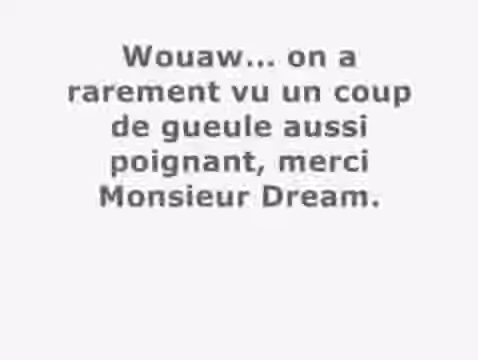 Wouaw... on a
rarement vu un coup
de gueule aussi
poignant, merci
Monsieur Dream.